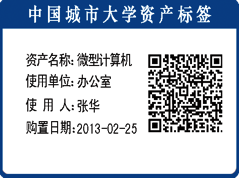 中国城市大学资产标签
资产名称: 微型计算机
使用单位: 办公室
使 用 人: 张华
购置日期: 2013-02-25